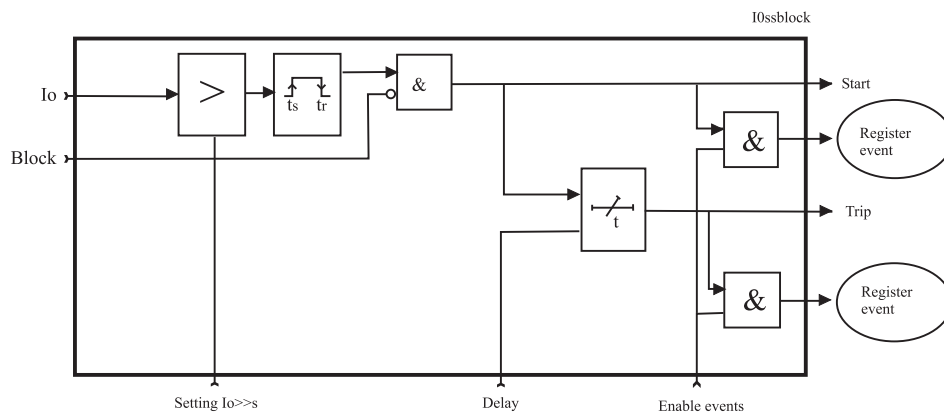 I0ssblock
Io
>
ts
tr
&
Start
Block
&
Register
event
t
Trip
&
Register
event
Setting Io>>s
Delay
Enable events